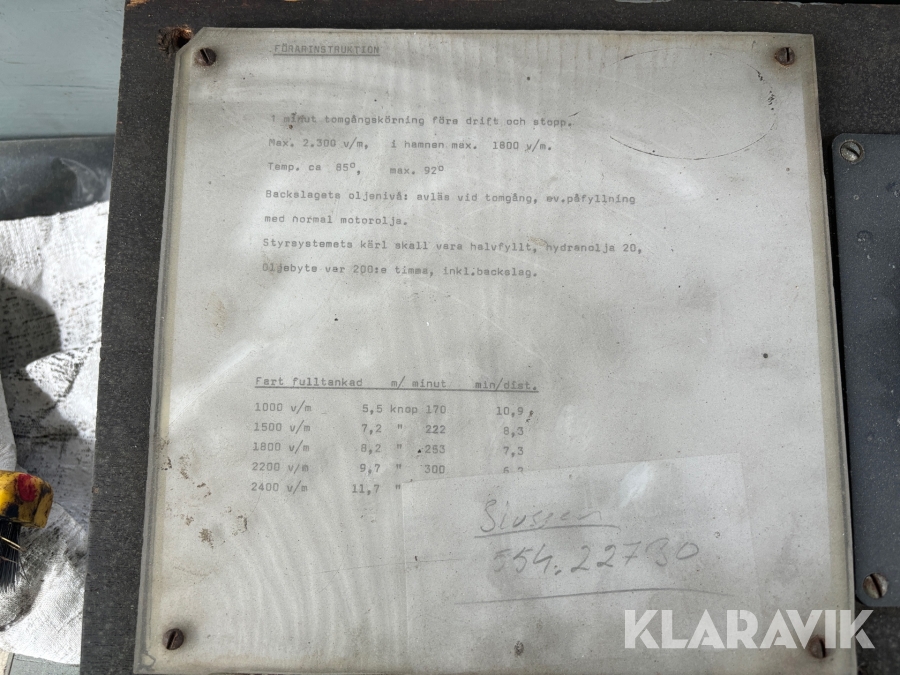 FÖRARINSTRUKTION
1 minut tomgångskörning före drift och stopp.
Max. 2.300 v/m, i hamnen max. 1800 v/m.
Temp. ca 85°, max. 92°
Backslagets oljenivå: avläs vid tomgång, ev.påfyllning
med normal motorolja.
Styrsystemets kärl skall vara halvfyllt, hydranolja 20,
Oljebyte var 200:e timma, inkl.backslag.
Fart fulltankad m/ minut min/dist.
1000 v/m 5,5 knop 170 10,9
1500 v/m 7,2 " 222 8,3
1800 v/m 8,2 " 253 7,3
2200 v/m 9,7 " 300
2400 v/m 11,7 "
Slussen
554.22730
KLARAVIK